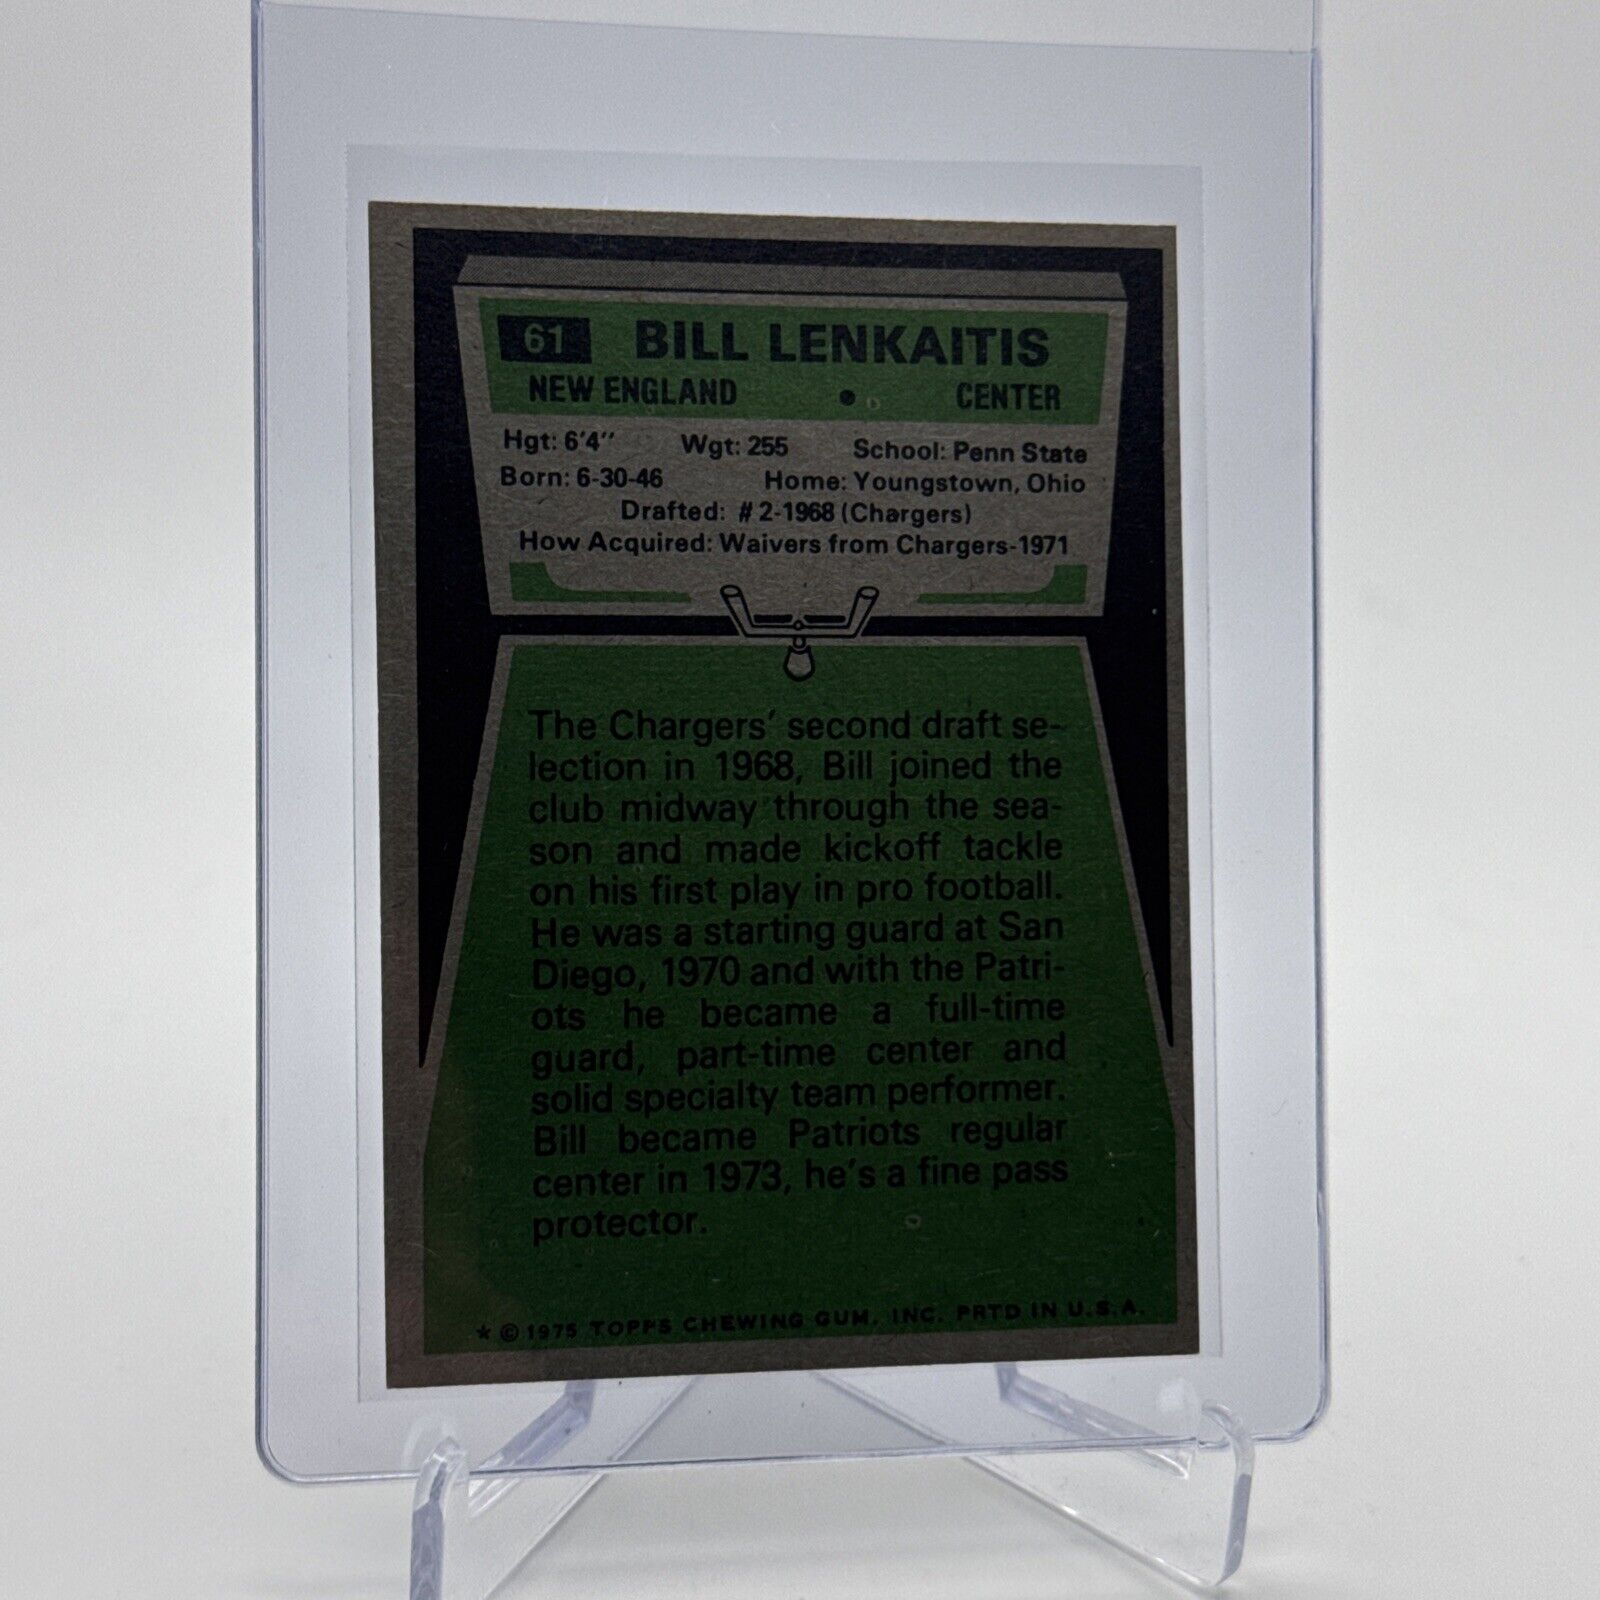 61 BILL LENKAITIS
NEW ENGLAND • CENTER
Hgt: 6'4'' Wgt: 255 School: Penn State
Born: 6-30-46 Home: Youngstown, Ohio
Drafted: #2-1968 (Chargers)
How Acquired: Waivers from Chargers-1971
The Chargers' second draft se-
lection in 1968, Bill joined the
club midway through the sea-
son and made kickoff tackle
on his first play in pro football.
He was a starting guard at San
Diego, 1970 and with the Patri-
ots he became a full-time
guard, part-time center and
solid specialty team performer.
Bill became Patriots regular
center in 1973, he's a fine pass
protector.
* © 1975 TOPPS CHEWING GUM, INC. PRTD IN U.S.A.